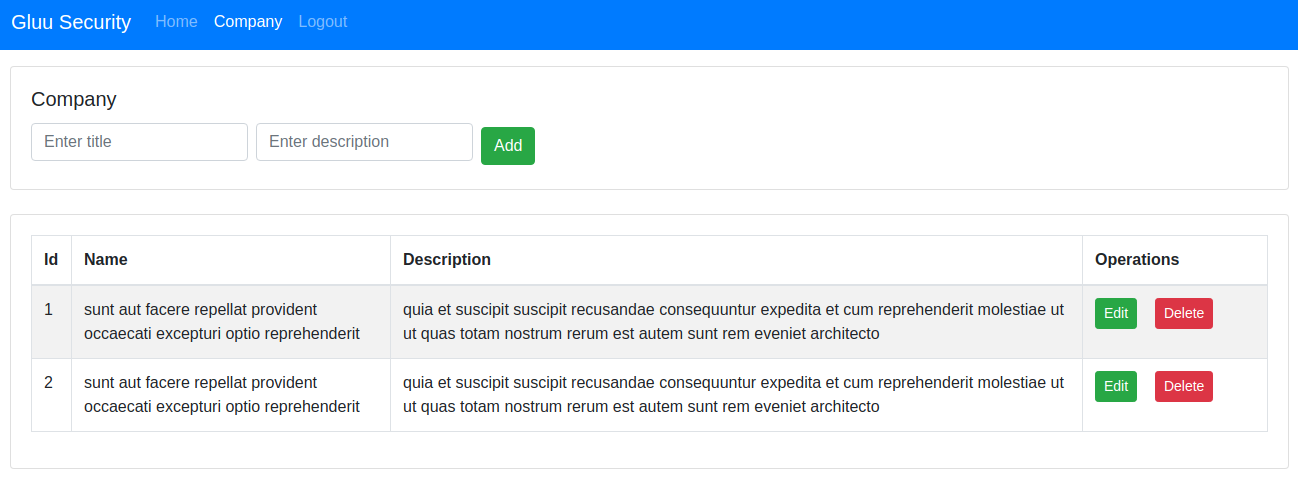 Gluu Security Home Company Logout
Company
Enter title Enter description Add
Id Name Description Operations
1 sunt aut facere repellat provident quia et suscipit suscipit recusandae consequuntur expedita et cum reprehenderit molestiae ut Edit Delete
occaecati excepturi optio reprehenderit ut quas totam nostrum rerum est autem sunt rem eveniet architecto
2 sunt aut facere repellat provident quia et suscipit suscipit recusandae consequuntur expedita et cum reprehenderit molestiae ut Edit Delete
occaecati excepturi optio reprehenderit ut quas totam nostrum rerum est autem sunt rem eveniet architecto